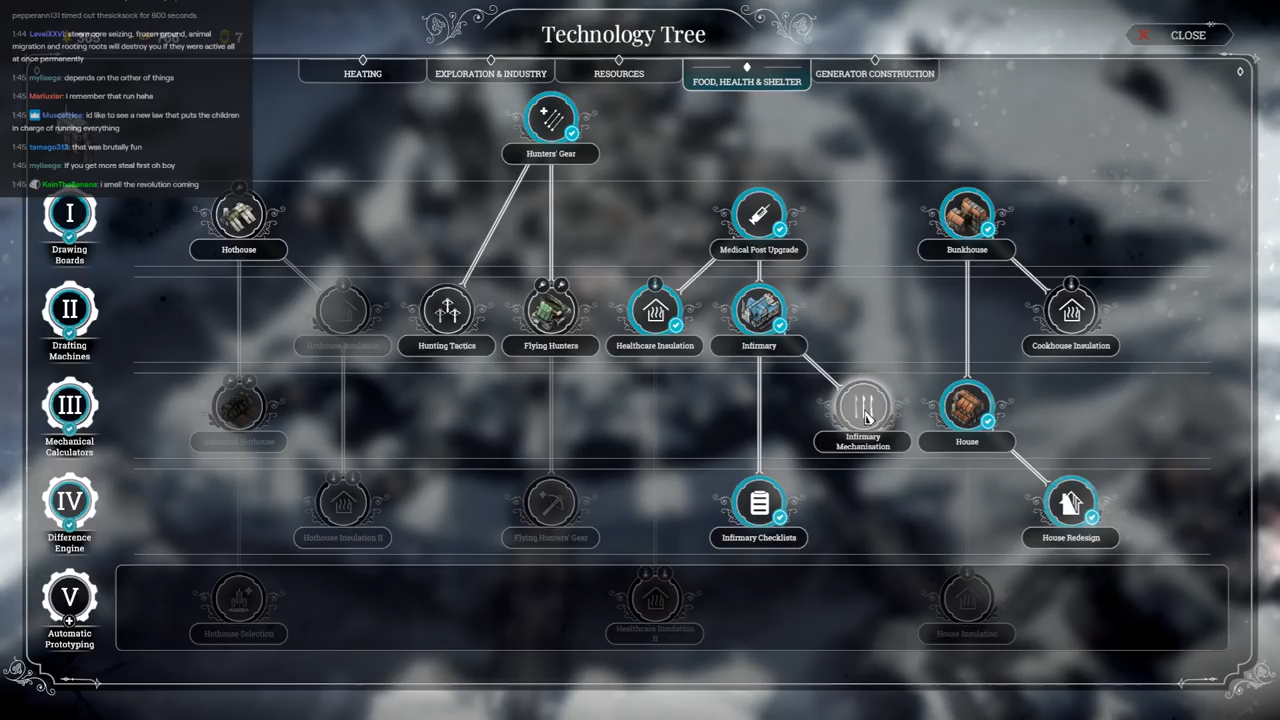 pepperann131 timed out thesicksock for 600 seconds
1:44 LevelXXVI: steam core seizing, frozen ground, animal
migration and rooting roots will destroy you if they were active all
at once permanently
1:45 myliaege: depends on the other of things
1:45 Marluxiar: i remember that run haha
1:45 MuscatHae: id like to see a new law that puts the children
in charge of running everything
1:45 tamago313: that was brutally fun
1:45 myliaege: if you get more steal first oh boy
1:45 KainTheBanana: i smell the revolution coming
7
Technology Tree
CLOSE
HEATING
EXPLORATION & INDUSTRY
RESOURCES
FOOD, HEALTH & SHELTER
GENERATOR CONSTRUCTION
Hunters' Gear
I
Drawing
Boards
Hothouse
Medical Post Upgrade
Bunkhouse
II
Drafting
Machines
Hothouse Insulation
Hunting Tactics
Flying Hunters
Healthcare Insulation
Infirmary
Cookhouse Insulation
III
Mechanical
Calculators
Industrial Hothouse
Infirmary
Mechanisation
House
IV
Difference
Engine
Hothouse Insulation II
Flying Hunters' Gear
Infirmary Checklists
House Redesign
V
Automatic
Prototyping
Hothouse Selection
Healthcare Insulation
II
House Insulation